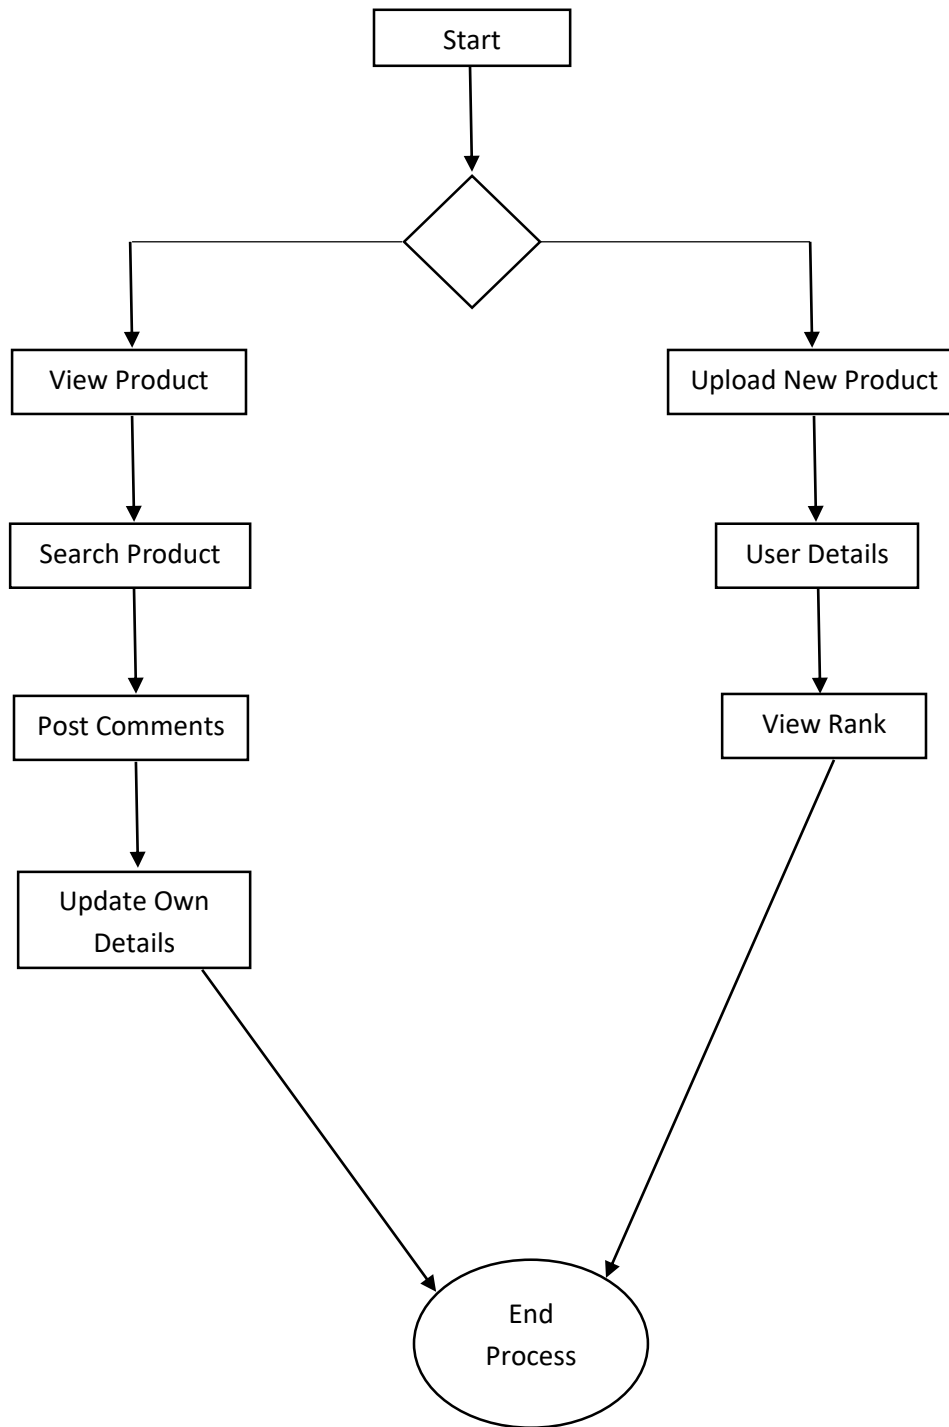 Start
View Product
Upload New Product
Search Product
User Details
Post Comments
View Rank
Update Own
Details
End
Process